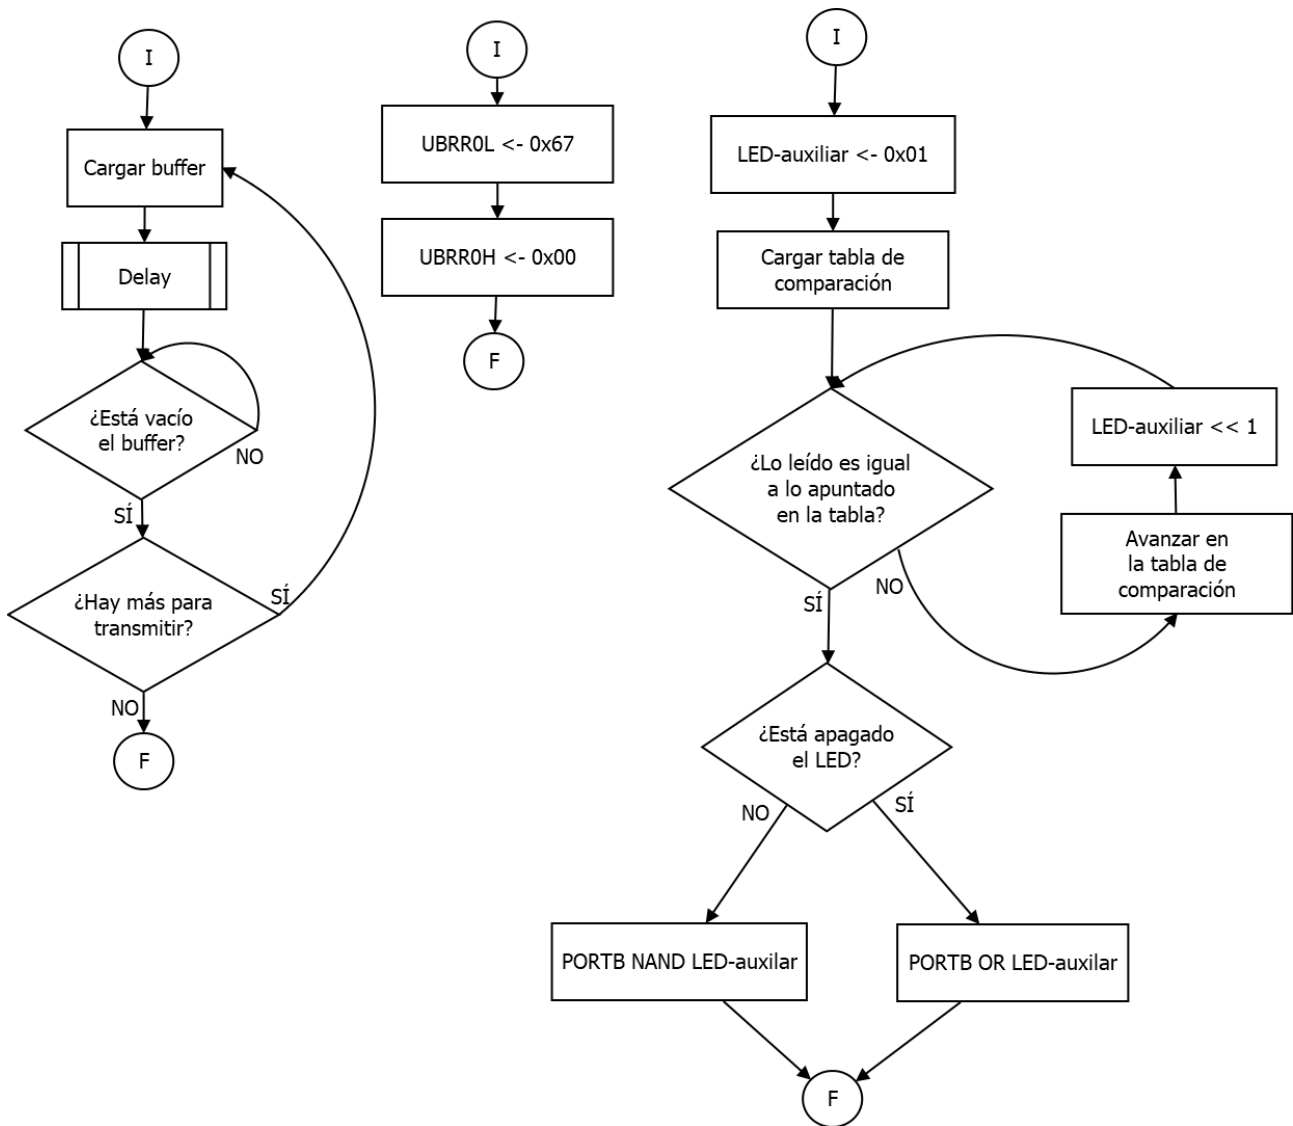 I
Cargar buffer
Delay
¿Está vacío
el buffer?
NO
SÍ
¿Hay más para
transmitir?
SÍ
NO
F
I
UBRR0L <- 0x67
UBRR0H <- 0x00
F
I
LED-auxiliar <- 0x01
Cargar tabla de
comparación
¿Lo leído es igual
a lo apuntado
en la tabla?
NO
SÍ
LED-auxiliar << 1
Avanzar en
la tabla de
comparación
¿Está apagado
el LED?
NO
SÍ
PORTB NAND LED-auxilar
PORTB OR LED-auxilar
F